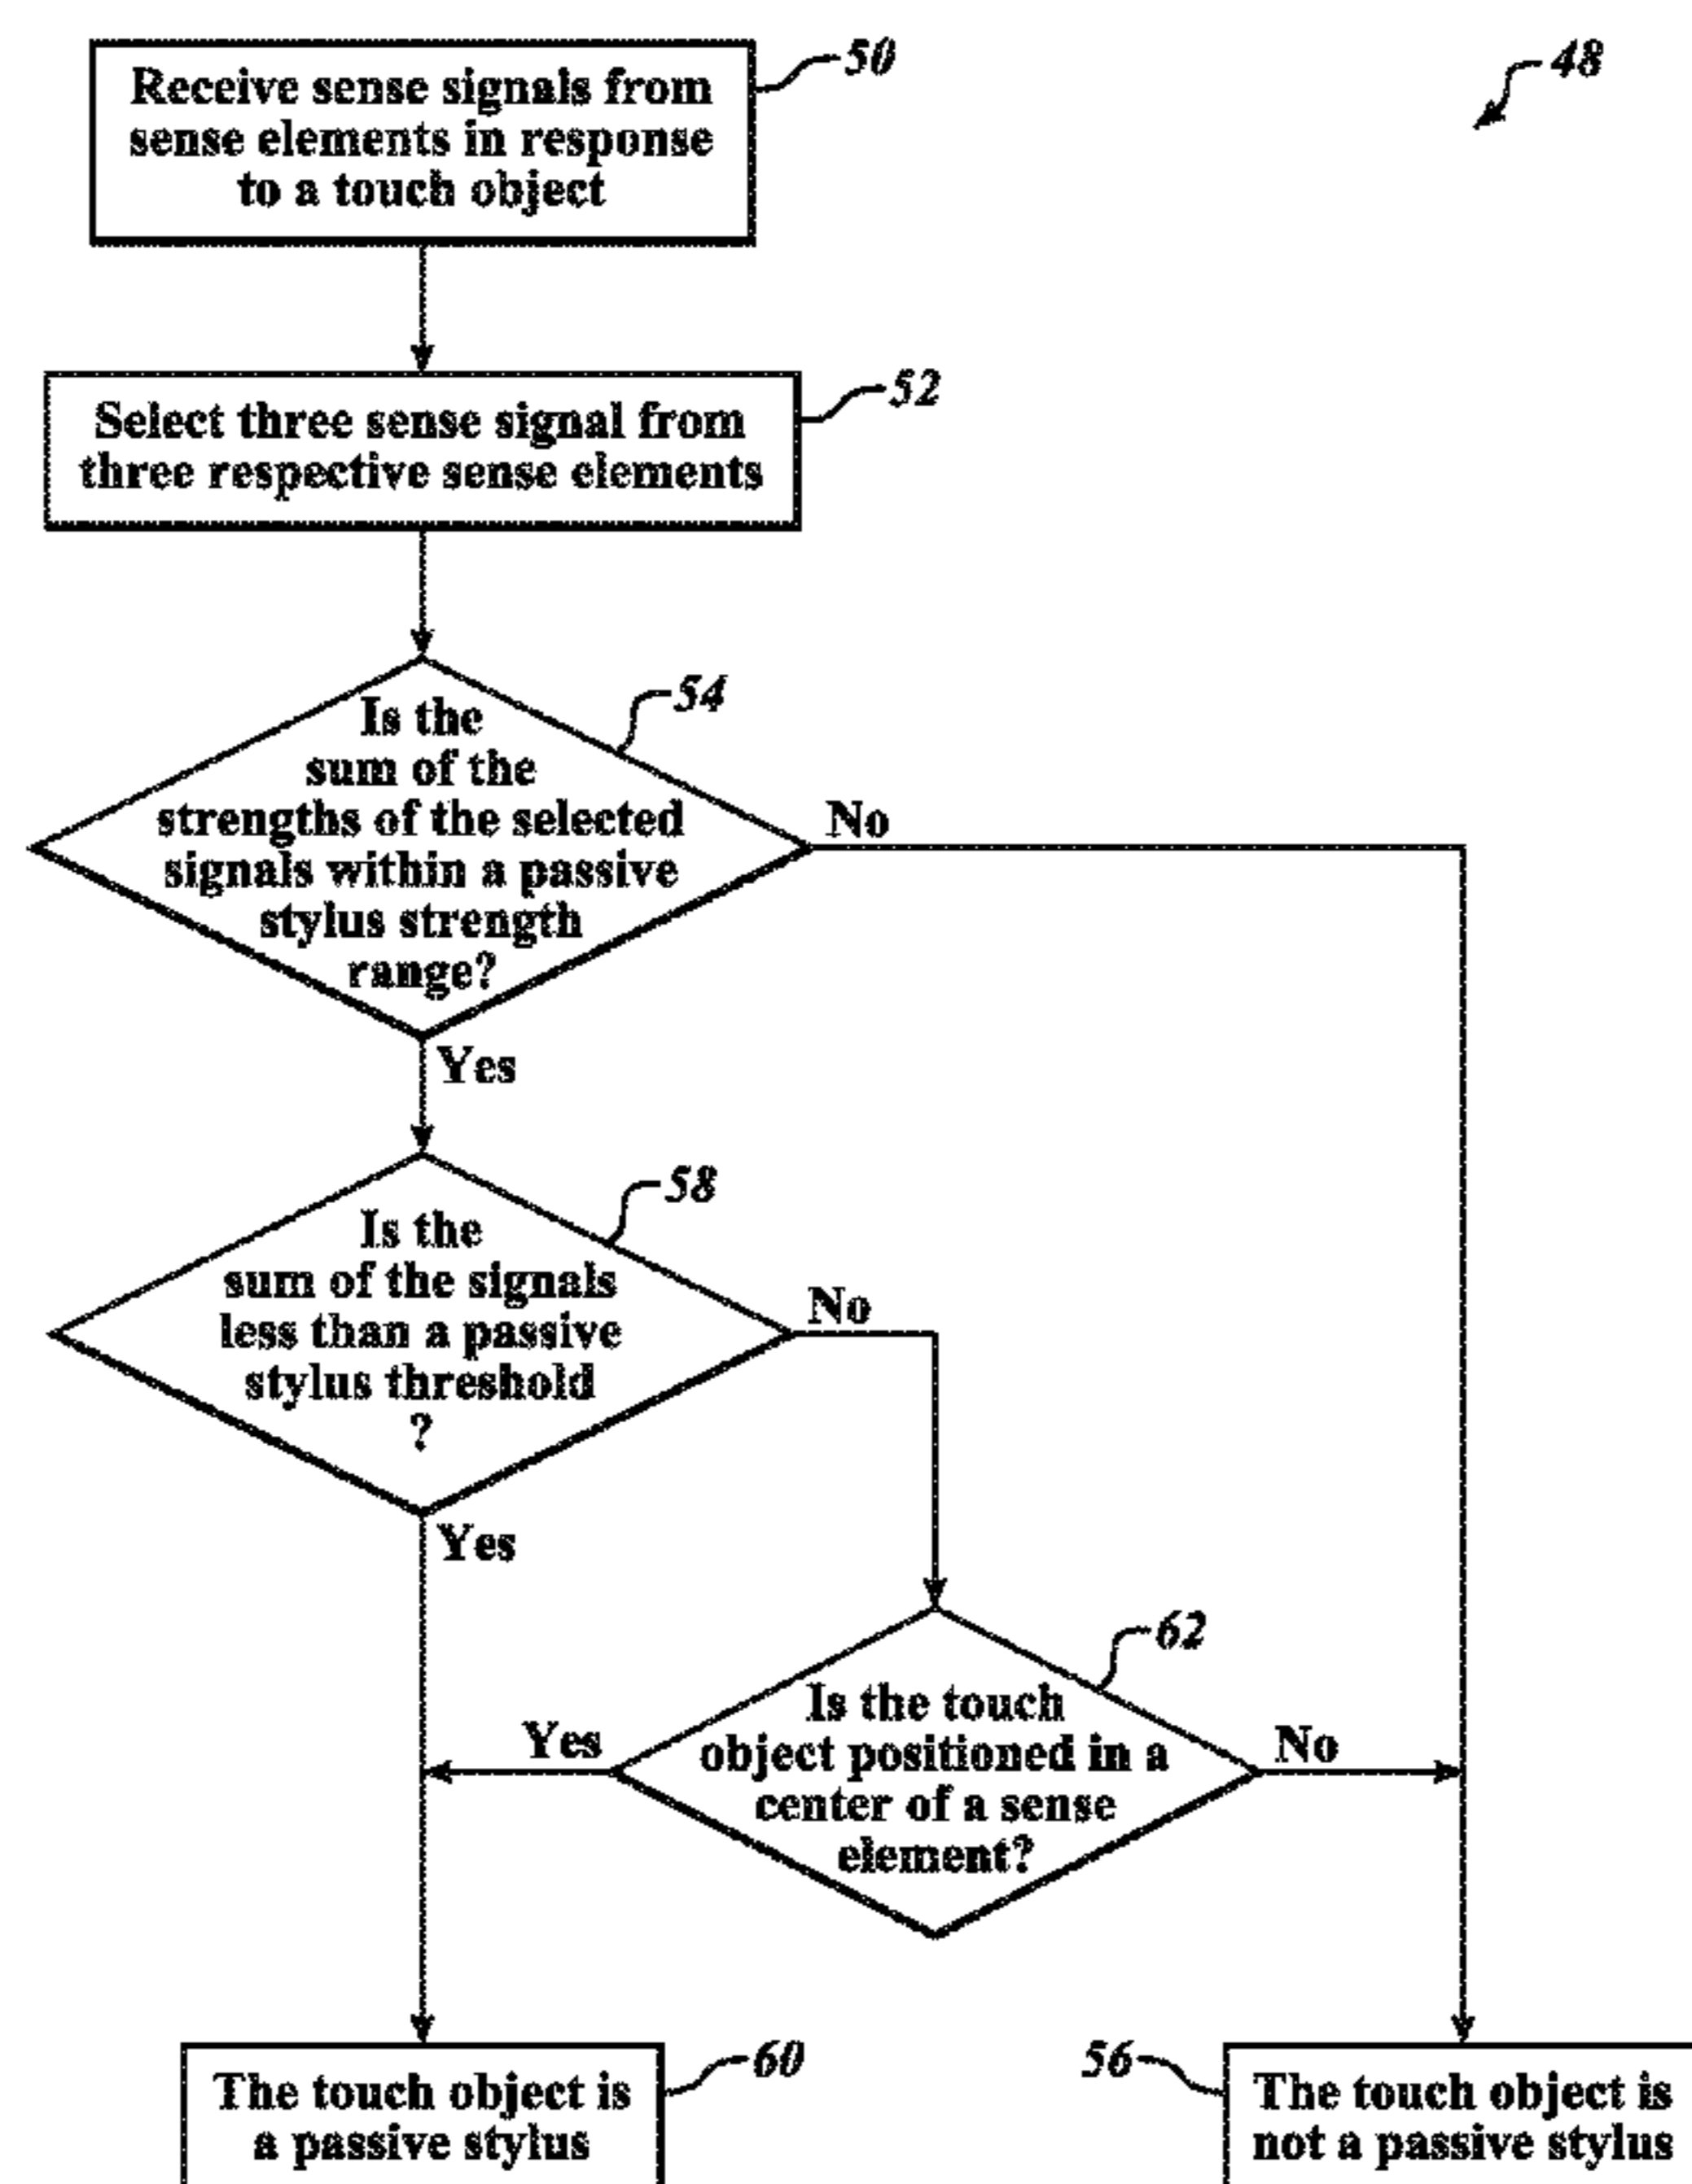 50
48
Receive sense signals from
sense elements in response
to a touch object
52
Select three sense signal from
three respective sense elements
54
Is the
sum of the
strengths of the selected
signals within a passive
stylus strength
range?
No
Yes
58
Is the
sum of the signals
less than a passive
stylus threshold
?
No
Yes
62
Is the touch
object positioned in a
center of a sense
element?
Yes
No
60
The touch object is
a passive stylus
56
The touch object is
not a passive stylus